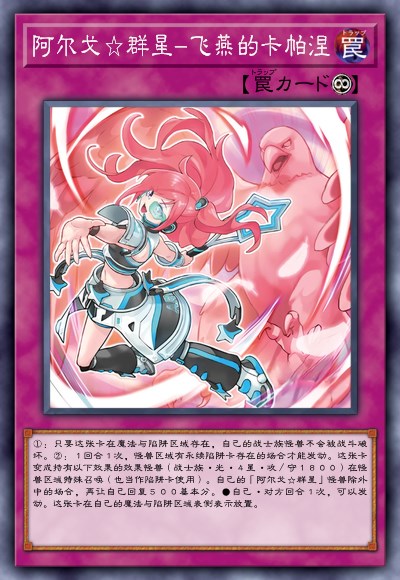 阿尔戈☆群星-飞燕的卡帕涅
トラップ
罠
トラップ
【罠カード∞】
①：只要这张卡在魔法与陷阱区域存在，自己的战士族怪兽不会被战斗破
坏。②：1回合1次，怪兽区域有永续陷阱卡存在的场合才能发动。这张卡
变成持有以下效果的效果怪兽（战士族·光·4星·攻／守1800）在怪
兽区域特殊召唤（也当作陷阱卡使用）。自己的「阿尔戈☆群星」怪兽除外
中的场合，再让自己回复500基本分。●自己·对方回合1次，可以发
动。这张卡在自己的魔法与陷阱区域表侧表示放置。